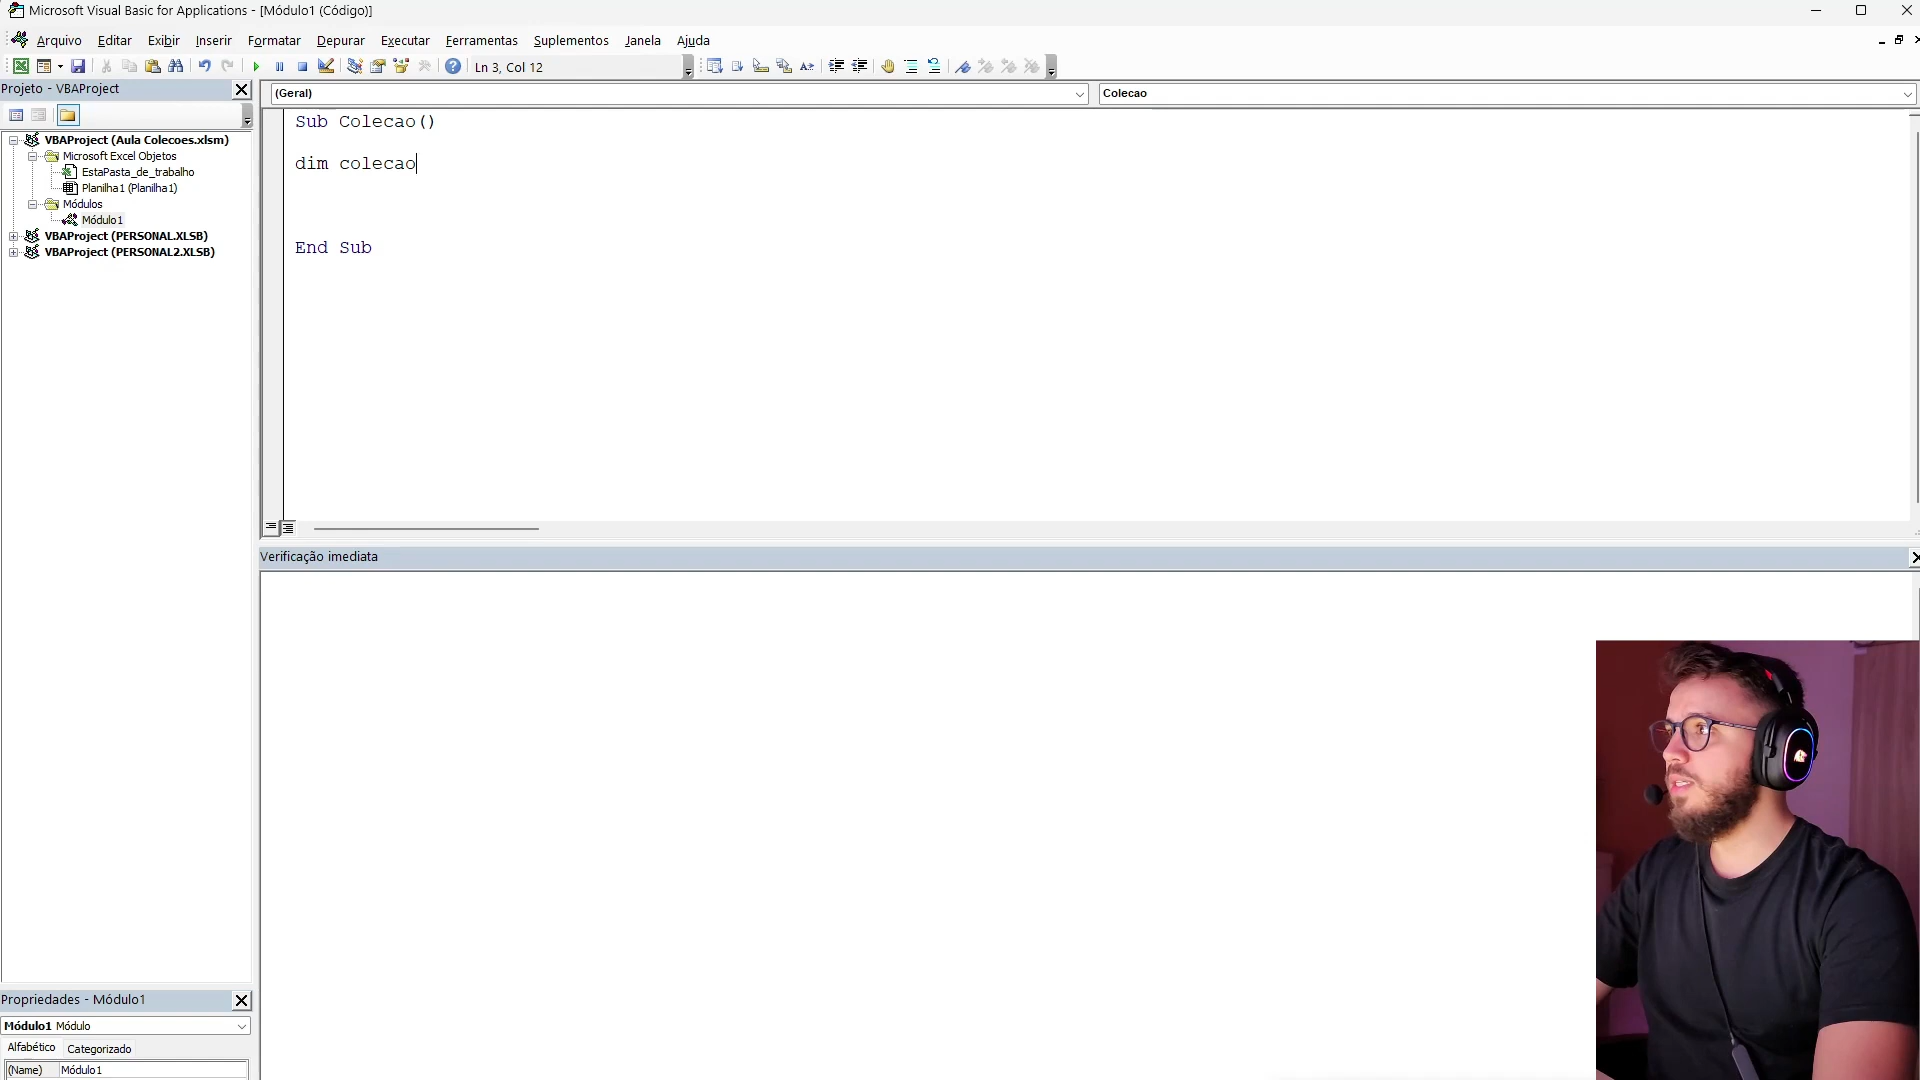 Microsoft Visual Basic for Applications - [Módulo1 (Código)]
Arquivo Editar Exibir Inserir Formatar Depurar Executar Ferramentas Suplementos Janela Ajuda
Ln 3, Col 12
Projeto - VBAProject
(Geral)
Colecao
VBAProject (Aula Colecoes.xlsm)
Microsoft Excel Objetos
EstaPasta_de_trabalho
Planilha1 (Planilha1)
Módulos
Módulo1
VBAProject (PERSONAL.XLSB)
VBAProject (PERSONAL2.XLSB)
Sub Colecao()
dim colecao
End Sub
Verificação imediata
Propriedades - Módulo1
Módulo1 Módulo
Alfabético Categorizado
(Name) Módulo1